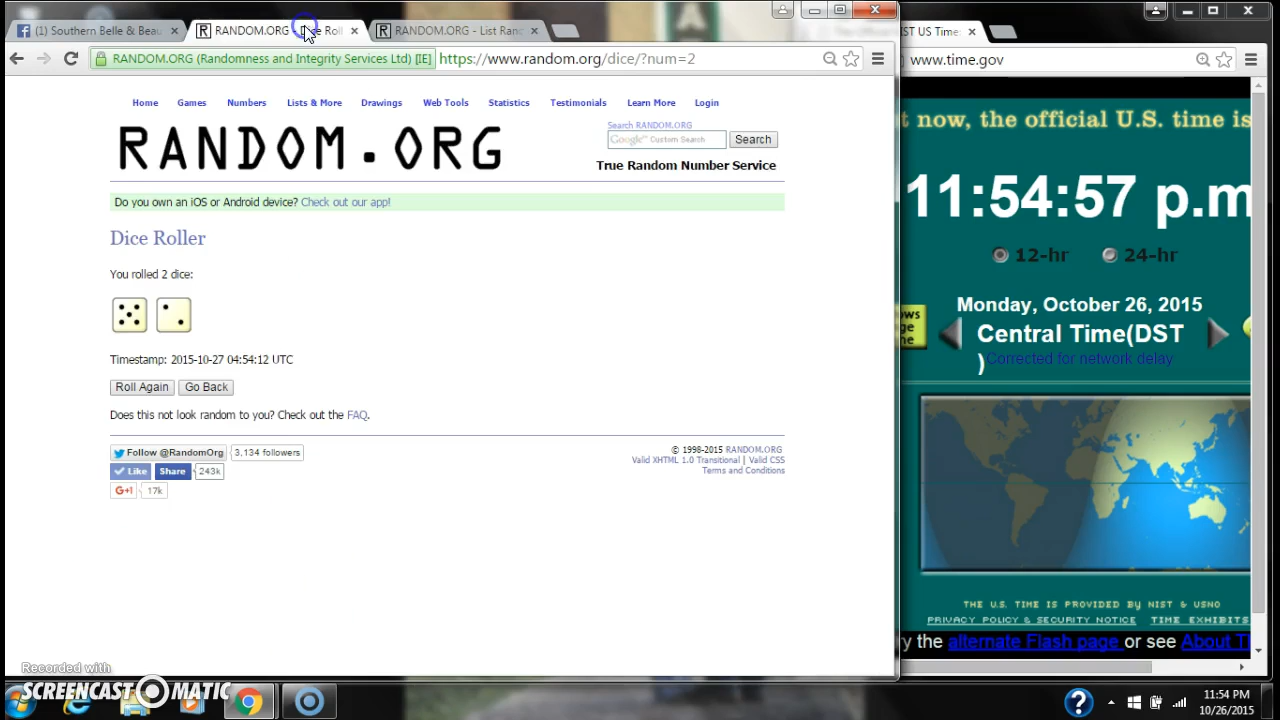 (1) Southern Belle & Beau
RANDOM.ORG - Dice Roll
RANDOM.ORG - List Rand
IST US Time
RANDOM.ORG (Randomness and Integrity Services Ltd) [IE]
https://www.random.org/dice/?num=2
www.time.gov
Home Games Numbers Lists & More Drawings Web Tools Statistics Testimonials Learn More Login
RANDOM.ORG
Search RANDOM.ORG
Google Custom Search
Search
True Random Number Service
Do you own an iOS or Android device? Check out our app!
Dice Roller
You rolled 2 dice:
Timestamp: 2015-10-27 04:54:12 UTC
Roll Again Go Back
Does this not look random to you? Check out the FAQ.
Follow @RandomOrg 3,134 followers
Like Share 243k
G+1 17k
© 1998-2015 RANDOM.ORG
Valid XHTML 1.0 Transitional | Valid CSS
Terms and Conditions
t now, the official U.S. time is
11:54:57 p.m
12-hr 24-hr
Monday, October 26, 2015
Central Time(DST
)Corrected for network delay
THE U.S. TIME IS PROVIDED BY NIST & USNO
PRIVACY POLICY & SECURITY NOTICE TIME EXHIBITS
ry the alternate Flash page or see About T
Recorded with
SCREENCAST-O-MATIC
11:54 PM
10/26/2015